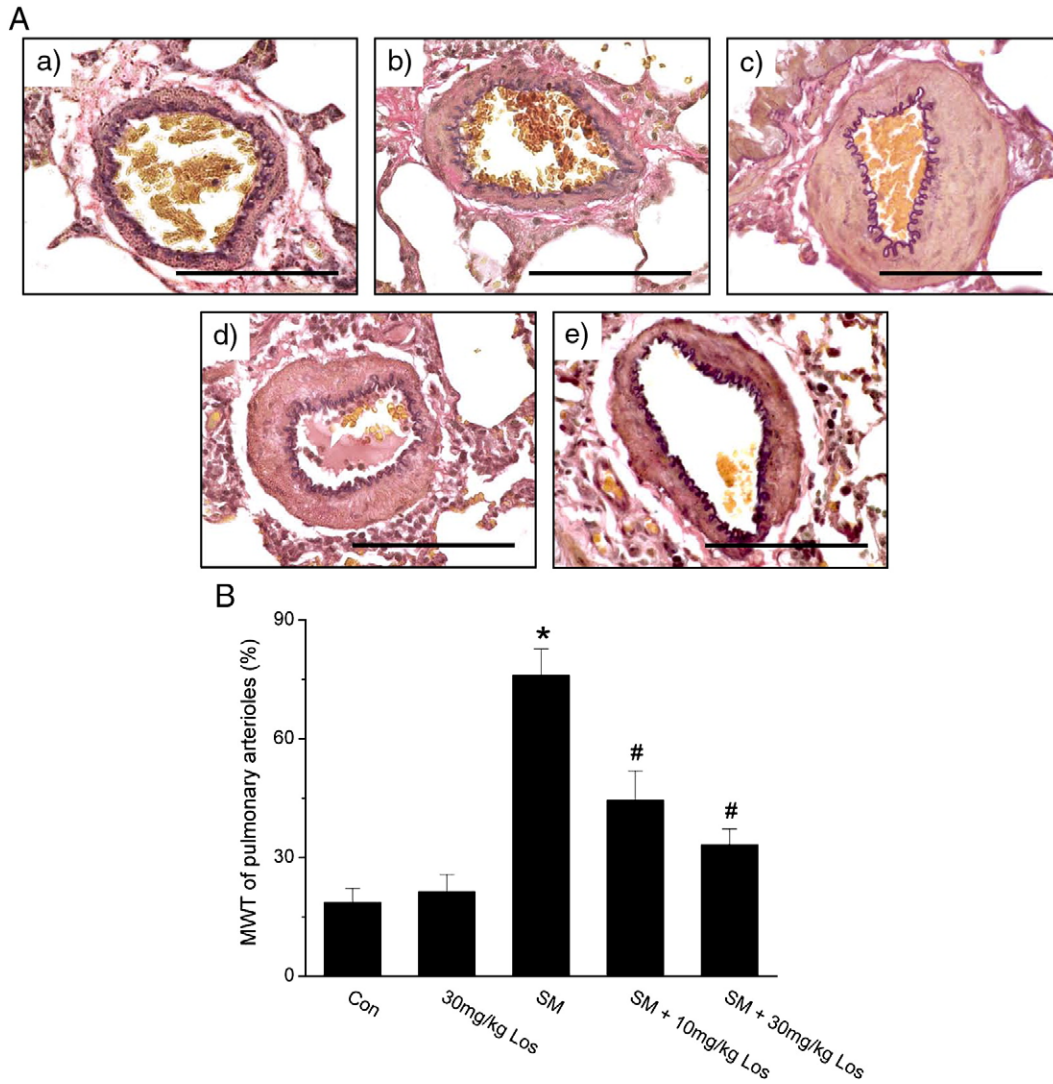 A
a)
b)
c)
d)
e)
B
MWT of pulmonary arterioles (%)
90
60
30
0
*
#
#
Con
30mg/kg Los
SM
SM + 10mg/kg Los
SM + 30mg/kg Los